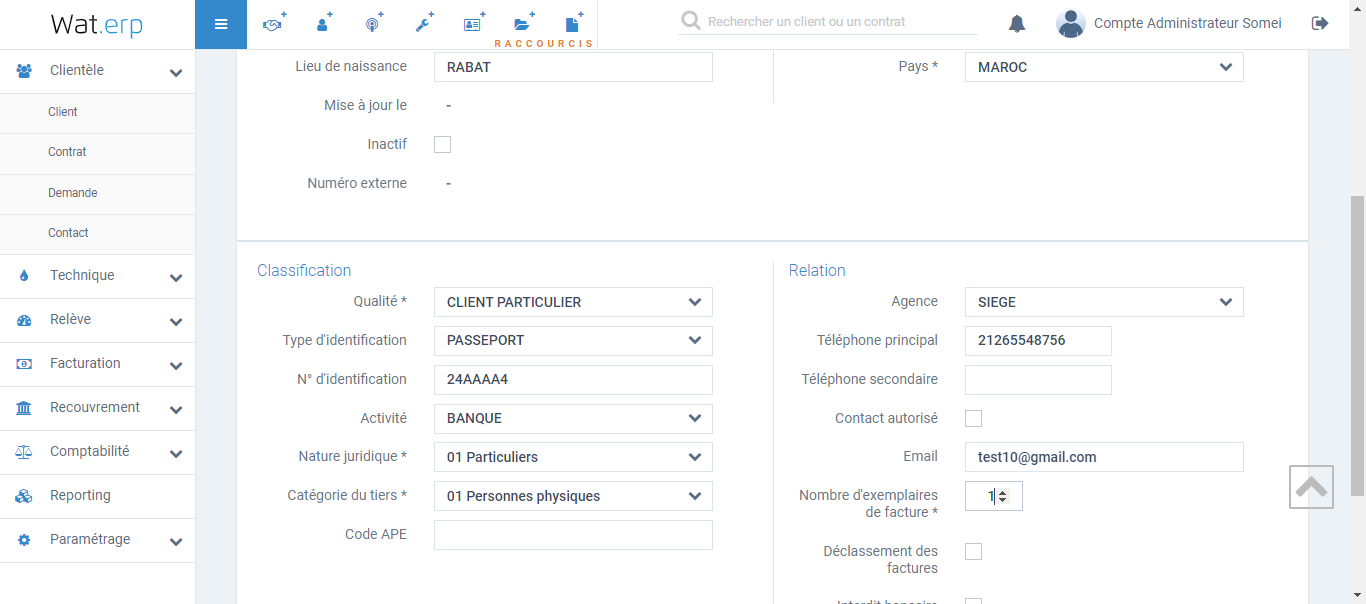 Wat.erp
RACCOURCIS
Rechercher un client ou un contrat
Compte Administrateur Somei
Clientèle
Client
Contrat
Demande
Contact
Technique
Relève
Facturation
Recouvrement
Comptabilité
Reporting
Paramétrage
Lieu de naissance RABAT
Mise à jour le -
Inactif
Numéro externe -
Pays * MAROC
Classification
Qualité * CLIENT PARTICULIER
Type d'identification PASSEPORT
N° d'identification 24AAAA4
Activité BANQUE
Nature juridique * 01 Particuliers
Catégorie du tiers * 01 Personnes physiques
Code APE
Relation
Agence SIEGE
Téléphone principal 21265548756
Téléphone secondaire
Contact autorisé
Email test10@gmail.com
Nombre d'exemplaires 1
de facture *
Déclassement des
factures
Interdit bancaire